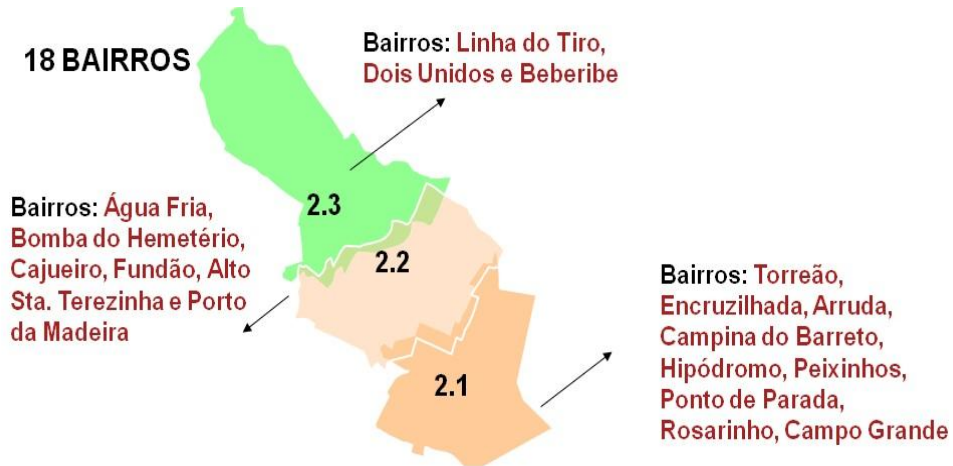 18 BAIRROS
Bairros: Linha do Tiro,
Dois Unidos e Beberibe
2.3
Bairros: Água Fria,
Bomba do Hemetério,
Cajueiro, Fundão, Alto
Sta. Terezinha e Porto
da Madeira
2.2
Bairros: Torreão,
Encruzilhada, Arruda,
Campina do Barreto,
Hipódromo, Peixinhos,
Ponto de Parada,
Rosarinho, Campo Grande
2.1